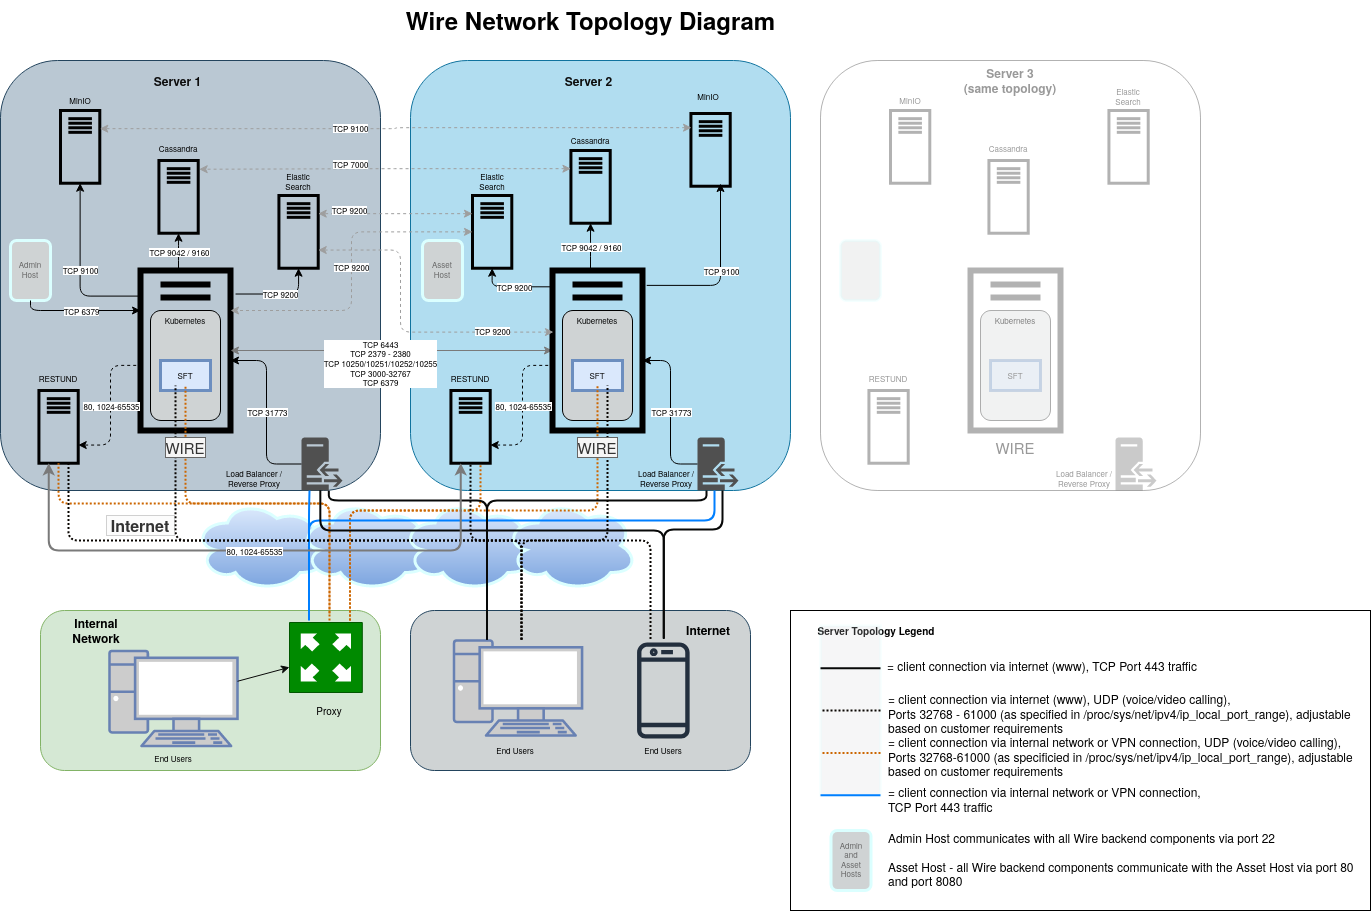 Wire Network Topology Diagram
Server 1
MinIO
Cassandra
Elastic
Search
Admin
Host
TCP 9100
TCP 9042 / 9160
TCP 9200
TCP 6379
Kubernetes
SFT
RESTUND
80, 1024-65535
WIRE
TCP 31773
Load Balancer /
Reverse Proxy
TCP 9100
TCP 7000
TCP 9200
TCP 9200
TCP 9200
TCP 6443
TCP 2379 - 2380
TCP 10250/10251/10252/10255
TCP 3000-32767
TCP 6379
Server 2
MinIO
Cassandra
Elastic
Search
Asset
Host
TCP 9042 / 9160
TCP 9100
TCP 9200
Kubernetes
SFT
RESTUND
80, 1024-65535
WIRE
TCP 31773
Load Balancer /
Reverse Proxy
Server 3
(same topology)
MinIO
Elastic
Search
Cassandra
Kubernetes
SFT
RESTUND
WIRE
Load Balancer /
Reverse Proxy
Internet
80, 1024-65535
Internal
Network
End Users
Proxy
Internet
End Users
End Users
Server Topology Legend
= client connection via internet (www), TCP Port 443 traffic
= client connection via internet (www), UDP (voice/video calling),
Ports 32768 - 61000 (as specified in /proc/sys/net/ipv4/ip_local_port_range), adjustable
based on customer requirements
= client connection via internal network or VPN connection, UDP (voice/video calling),
Ports 32768-61000 (as specificied in /proc/sys/net/ipv4/ip_local_port_range), adjustable
based on customer requirements
= client connection via internal network or VPN connection,
TCP Port 443 traffic
Admin
and
Asset
Hosts
Admin Host communicates with all Wire backend components via port 22
Asset Host - all Wire backend components communicate with the Asset Host via port 80
and port 8080